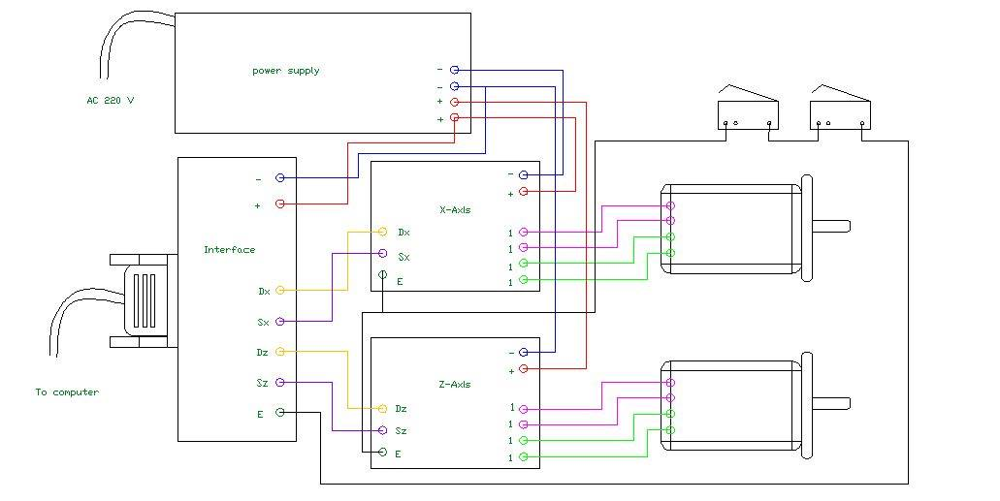 power supply
-
-
+
+
AC 220 V
-
+
Interface
Dx
Sx
Dz
Sz
E
To computer
-
+
X-Axis
Dx
Sx
E
1
1
1
1
-
+
Z-Axis
Dz
Sz
E
1
1
1
1